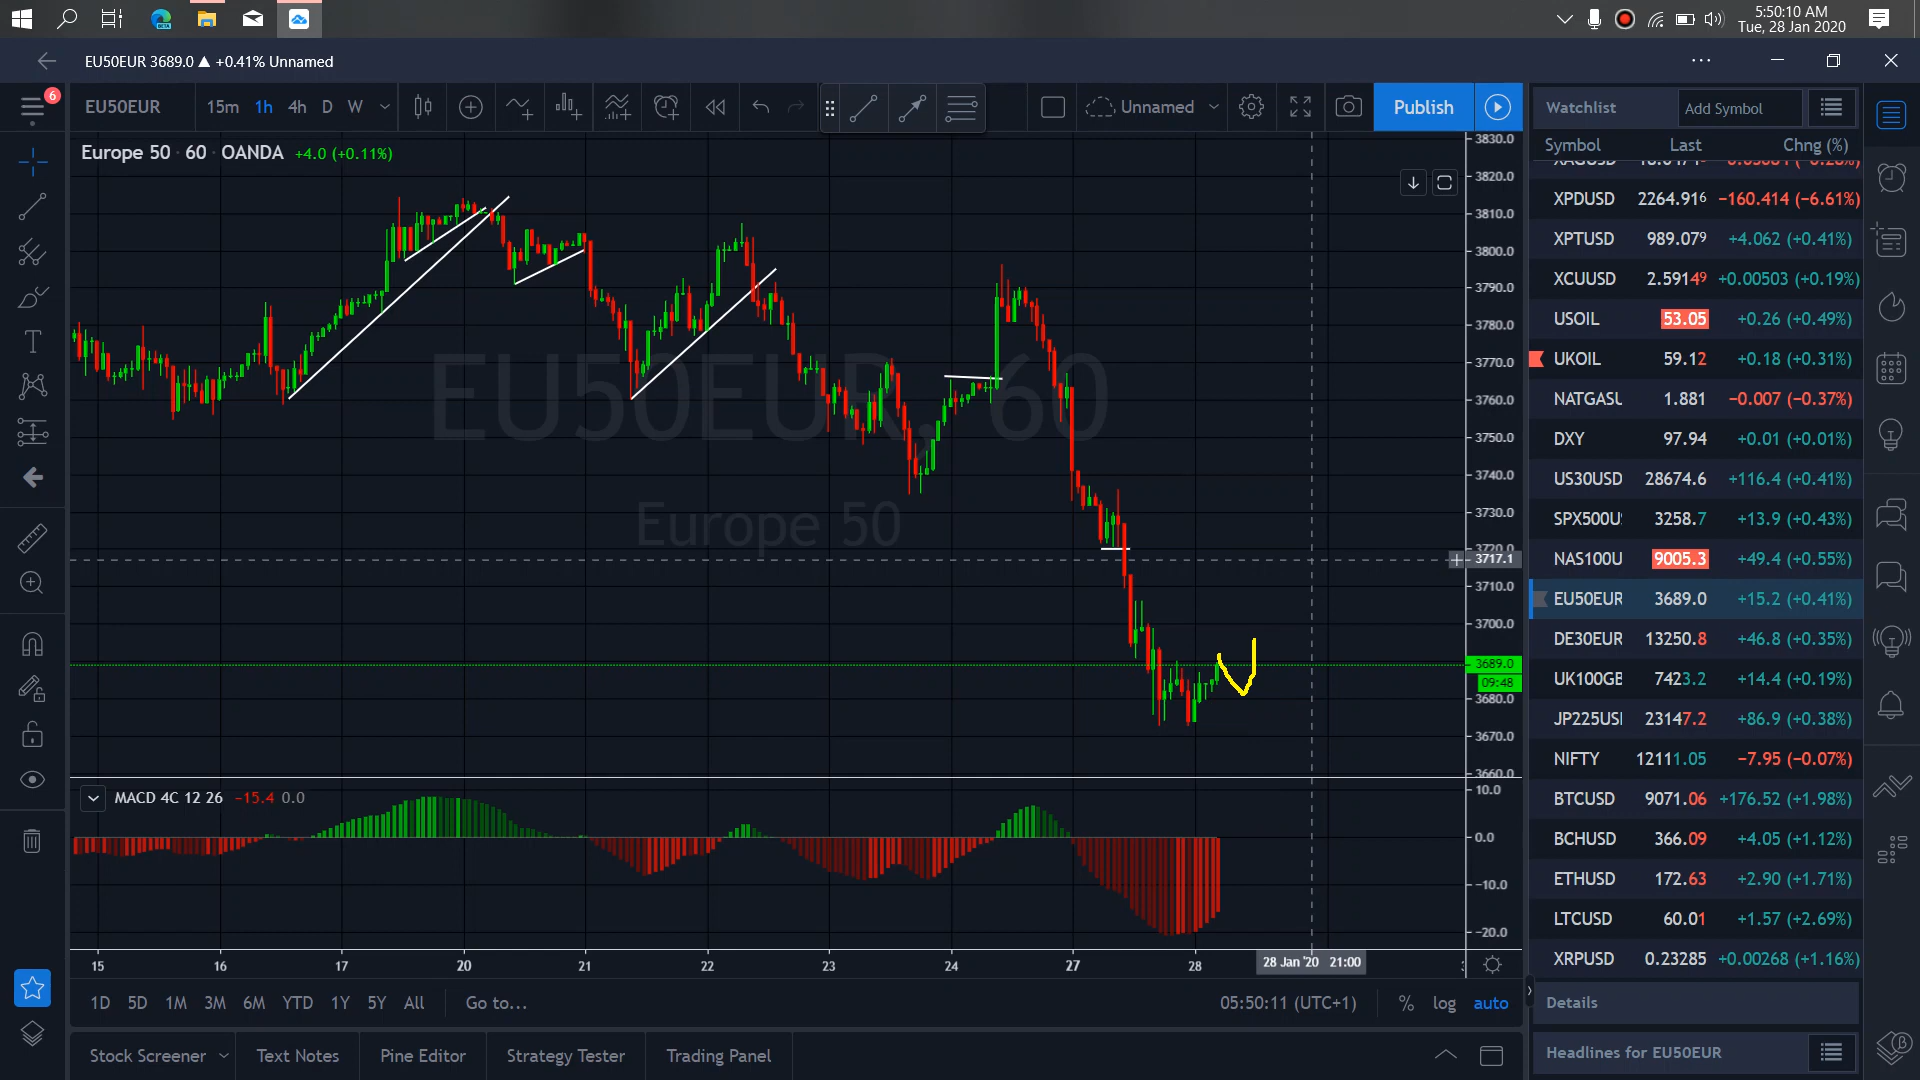 5:50:10 AM
BETA
Tue, 28 Jan 2020
EU50EUR 3689.0 ▲ +0.41% Unnamed
6
EU50EUR 15m 1h 4h D W Unnamed Publish
Watchlist Add Symbol
Europe 50 · 60 · OANDA +4.0 (+0.11%)
Symbol Last Chng (%)
XPDUSD 2264.916 −160.414 (−6.61%)
XPTUSD 989.079 +4.062 (+0.41%)
XCUUSD 2.59149 +0.00503 (+0.19%)
USOIL 53.05 +0.26 (+0.49%)
UKOIL 59.12 +0.18 (+0.31%)
NATGASU 1.881 −0.007 (−0.37%)
DXY 97.94 +0.01 (+0.01%)
US30USD 28674.6 +116.4 (+0.41%)
SPX500U 3258.7 +13.9 (+0.43%)
NAS100U 9005.3 +49.4 (+0.55%)
EU50EUR 3689.0 +15.2 (+0.41%)
DE30EUR 13250.8 +46.8 (+0.35%)
UK100GB 7423.2 +14.4 (+0.19%)
JP225US 23147.2 +86.9 (+0.38%)
NIFTY 12111.05 −7.95 (−0.07%)
BTCUSD 9071.06 +176.52 (+1.98%)
BCHUSD 366.09 +4.05 (+1.12%)
ETHUSD 172.63 +2.90 (+1.71%)
LTCUSD 60.01 +1.57 (+2.69%)
XRPUSD 0.23285 +0.00268 (+1.16%)
Details
Headlines for EU50EUR
EU50EUR, 60
Europe 50
3830.0
3820.0
3810.0
3800.0
3790.0
3780.0
3770.0
3760.0
3750.0
3740.0
3730.0
3720.0
3717.1
3710.0
3700.0
3689.0
09:48
3680.0
3670.0
3660.0
MACD 4C 12 26 −15.4 0.0
10.0
0.0
−10.0
−20.0
15 16 17 20 21 22 23 24 27 28 28 Jan '20 21:00
1D 5D 1M 3M 6M YTD 1Y 5Y All Go to... 05:50:11 (UTC+1) % log auto
Stock Screener Text Notes Pine Editor Strategy Tester Trading Panel